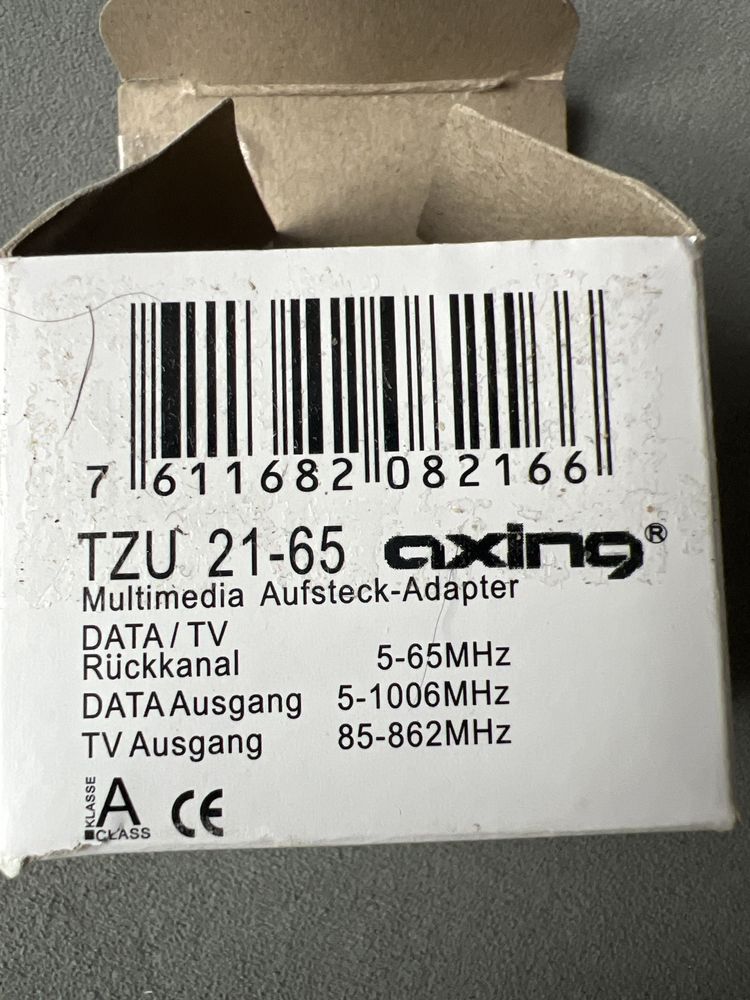 7 611682 082166
TZU 21-65 axing®
Multimedia Aufsteck-Adapter
DATA / TV
Rückkanal 5-65MHz
DATA Ausgang 5-1006MHz
TV Ausgang 85-862MHz
KLASSE A CLASS CE